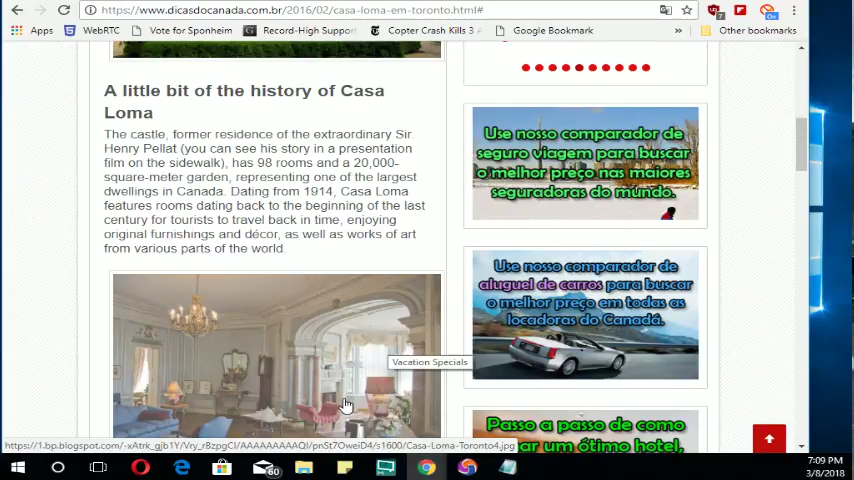 https://www.dicasdocanada.com.br/2016/02/casa-loma-em-toronto.html#
7
On
Apps
WebRTC
Vote for Sponheim
Record-High Support
Copter Crash Kills 3 A
Google Bookmark
»
Other bookmarks
A little bit of the history of Casa
Loma
The castle, former residence of the extraordinary Sir.
Henry Pellat (you can see his story in a presentation
film on the sidewalk), has 98 rooms and a 20,000-
square-meter garden, representing one of the largest
dwellings in Canada. Dating from 1914, Casa Loma
features rooms dating back to the beginning of the last
century for tourists to travel back in time, enjoying
original furnishings and décor, as well as works of art
from various parts of the world.
Vacation Specials
Use nosso comparador de
seguro viagem para buscar
o melhor preço nas maiores
seguradoras do mundo.
Use nosso comparador de
aluguel de carros para buscar
o melhor preço em todas as
locadoras do Canadá.
Passo a passo de como
um ótimo hotel,
60
7:09 PM
3/8/2018